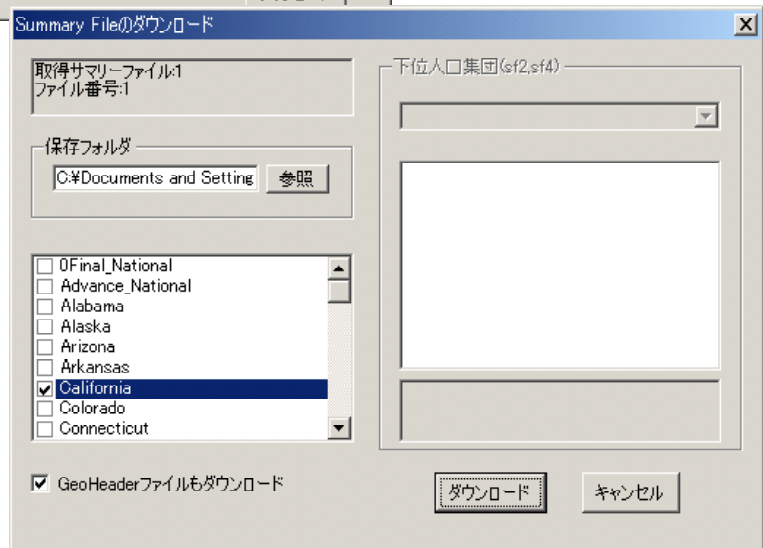 Summary Fileのダウンロード
取得サマリーファイル:1
ファイル番号:1
保存フォルダ
C:¥Documents and Setting
参照
0Final_National
Advance_National
Alabama
Alaska
Arizona
Arkansas
California
Colorado
Connecticut
GeoHeaderファイルもダウンロード
下位人口集団(sf2,sf4)
ダウンロード
キャンセル